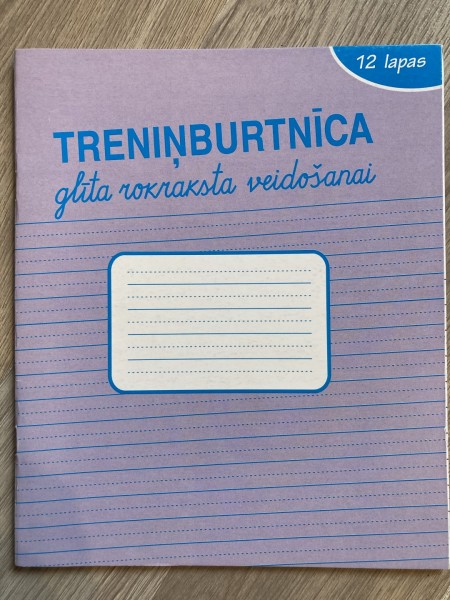 12 lapas
TRENIŅBURTNĪCA
glīta rokraksta veidošanai